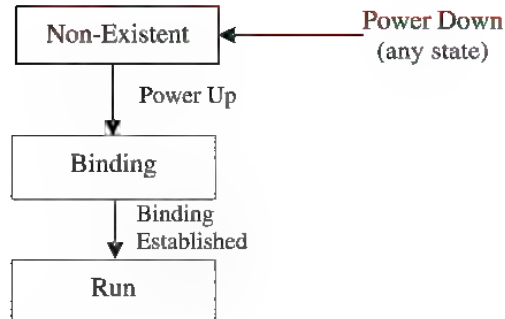 Non-Existent
Power Down
(any state)
Power Up
Binding
Binding
Established
Run